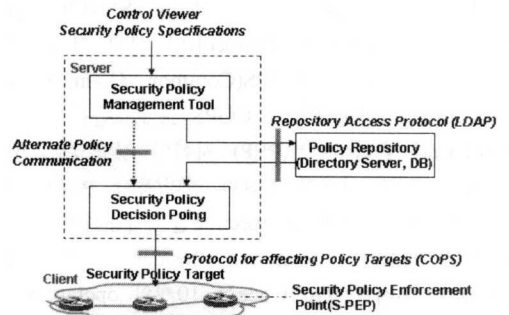 Control Viewer
Security Policy Specifications
Server
Security Policy
Management Tool
Repository Access Protocol (LDAP)
Alternate Policy
Communication
Policy Repository
(Directory Server, DB)
Security Policy
Decision Poing
Protocol for affecting Policy Targets (COPS)
Client
Security Policy Target
Security Policy Enforcement
Point(S-PEP)